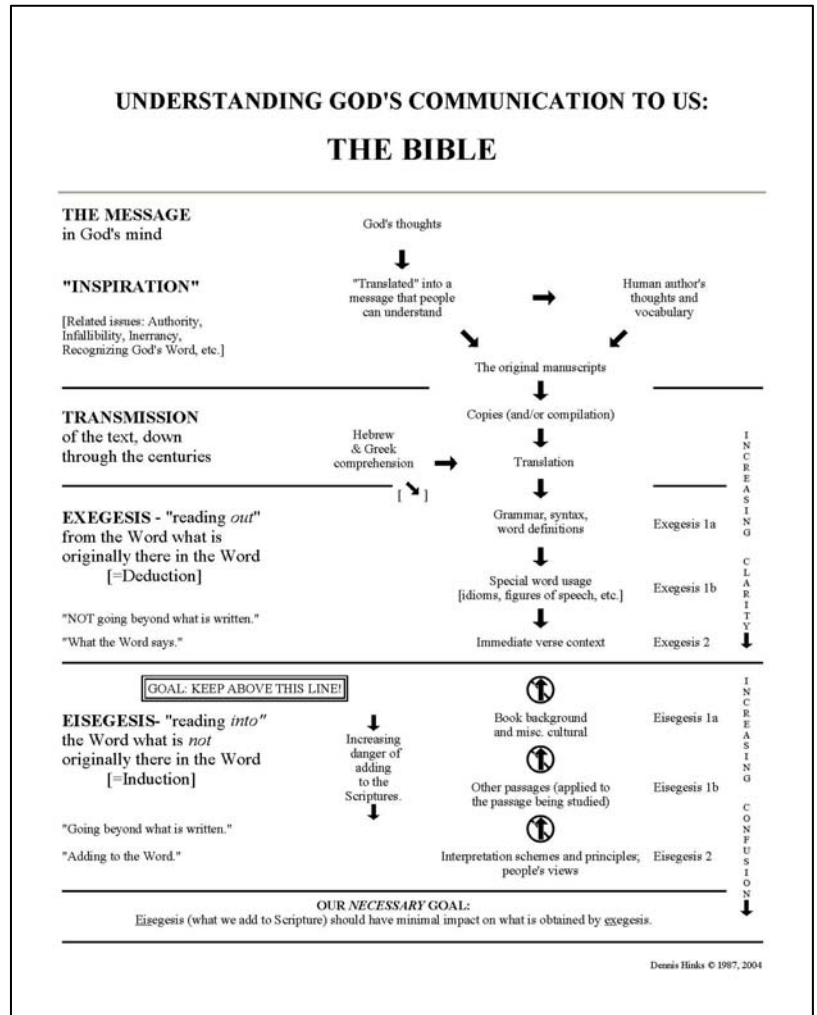 UNDERSTANDING GOD'S COMMUNICATION TO US:
THE BIBLE
THE MESSAGE
in God's mind
God's thoughts
"INSPIRATION"
[Related issues: Authority,
Infallibility, Inerrancy,
Recognizing God's Word, etc.]
"Translated" into a
message that people
can understand
Human author's
thoughts and
vocabulary
The original manuscripts
TRANSMISSION
of the text, down
through the centuries
Copies (and/or compilation)
Hebrew
& Greek
comprehension
Translation
[ ]
EXEGESIS - "reading out"
from the Word what is
originally there in the Word
[=Deduction]
"NOT going beyond what is written."
"What the Word says."
Grammar, syntax,
word definitions
Exegesis 1a
Special word usage
[idioms, figures of speech, etc.]
Exegesis 1b
Immediate verse context
Exegesis 2
INCREASING CLARITY
GOAL: KEEP ABOVE THIS LINE!
EISEGESIS- "reading into"
the Word what is not
originally there in the Word
[=Induction]
"Going beyond what is written."
"Adding to the Word."
Increasing
danger of
adding
to the
Scriptures.
Book background
and misc. cultural
Eisegesis 1a
Other passages (applied to
the passage being studied)
Eisegesis 1b
Interpretation schemes and principles;
people's views
Eisegesis 2
INCREASING CONFUSION
OUR NECESSARY GOAL:
Eisegesis (what we add to Scripture) should have minimal impact on what is obtained by exegesis.
Dennis Hinks © 1987, 2004